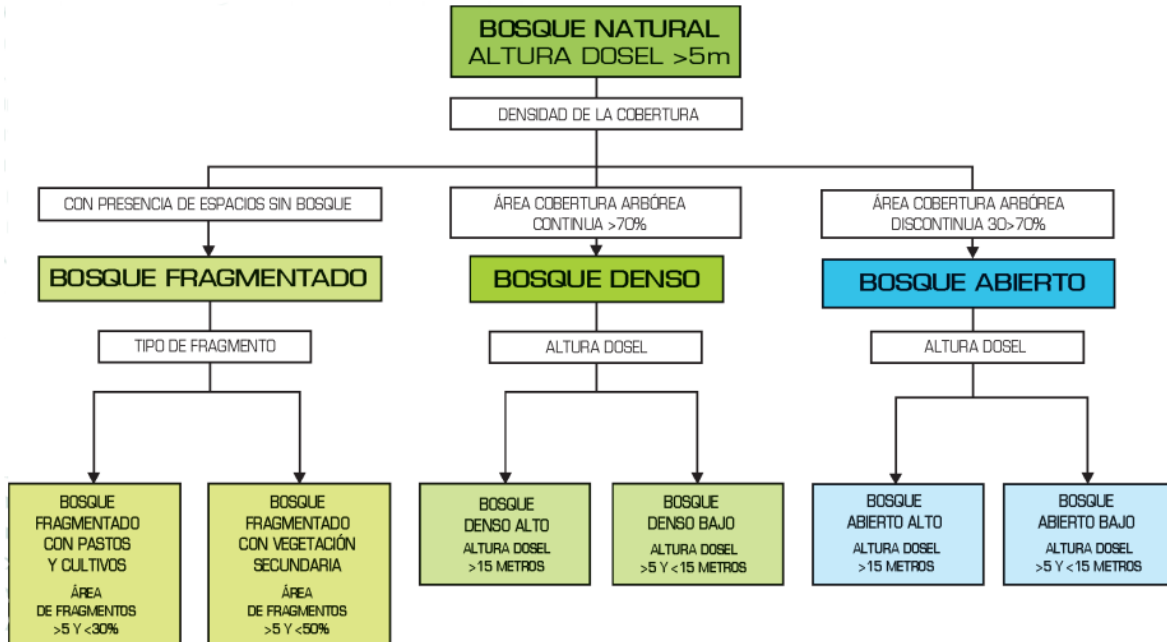 BOSQUE NATURAL
ALTURA DOSEL >5m
DENSIDAD DE LA COBERTURA
CON PRESENCIA DE ESPACIOS SIN BOSQUE
ÁREA COBERTURA ARBÓREA
CONTINUA >70%
ÁREA COBERTURA ARBÓREA
DISCONTINUA 30>70%
BOSQUE FRAGMENTADO
BOSQUE DENSO
BOSQUE ABIERTO
TIPO DE FRAGMENTO
ALTURA DOSEL
ALTURA DOSEL
BOSQUE
FRAGMENTADO
CON PASTOS
Y CULTIVOS
ÁREA
DE FRAGMENTOS
>5 Y <30%
BOSQUE
FRAGMENTADO
CON VEGETACIÓN
SECUNDARIA
ÁREA
DE FRAGMENTOS
>5 Y <50%
BOSQUE
DENSO ALTO
ALTURA DOSEL
>15 METROS
BOSQUE
DENSO BAJO
ALTURA DOSEL
>5 Y <15 METROS
BOSQUE
ABIERTO ALTO
ALTURA DOSEL
>15 METROS
BOSQUE
ABIERTO BAJO
ALTURA DOSEL
>5 Y <15 METROS